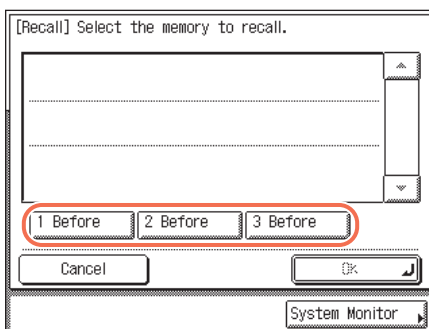 [Recall] Select the memory to recall.
1 Before 2 Before 3 Before
Cancel OK
System Monitor